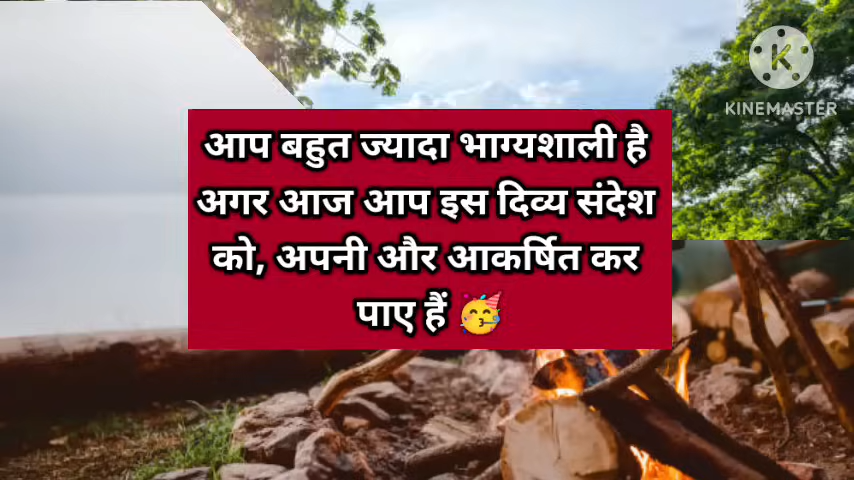 KINEMASTER
आप बहुत ज्यादा भाग्यशाली है
अगर आज आप इस दिव्य संदेश
को, अपनी और आकर्षित कर
पाए हैं 🥳